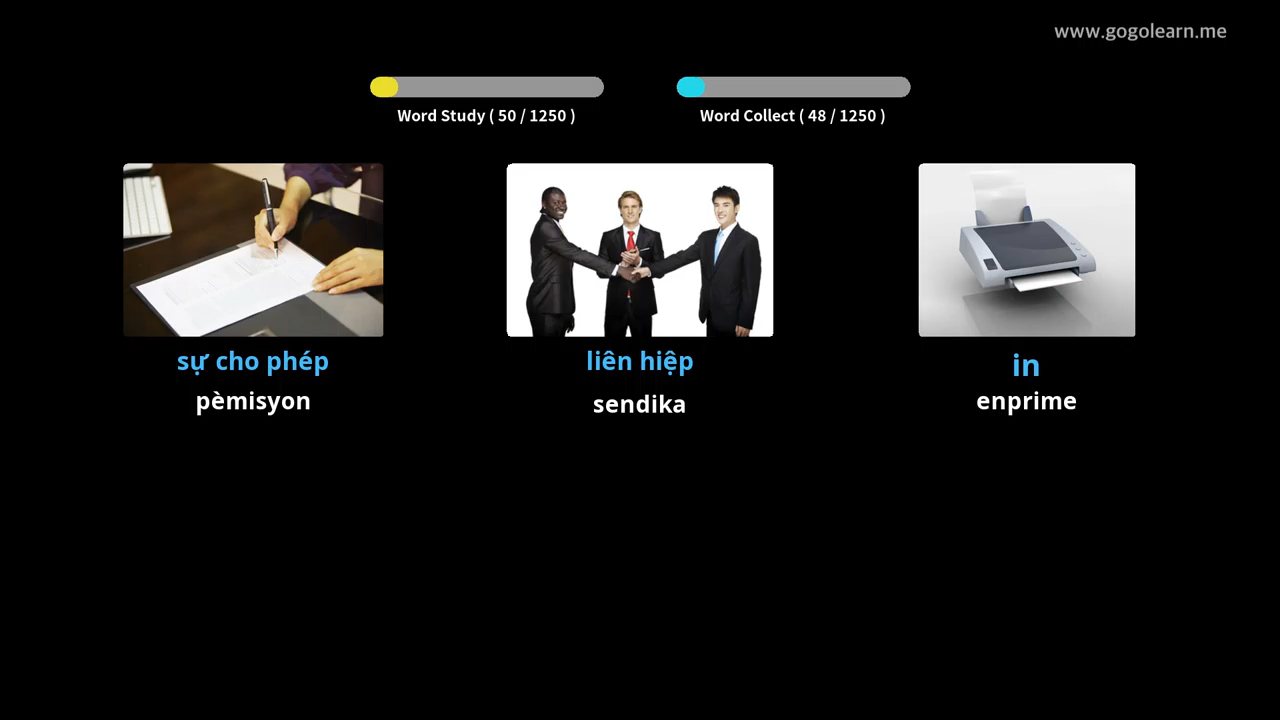 www.gogolearn.me
Word Study ( 50 / 1250 )
Word Collect ( 48 / 1250 )
sự cho phép
pèmisyon
liên hiệp
sendika
in
enprime